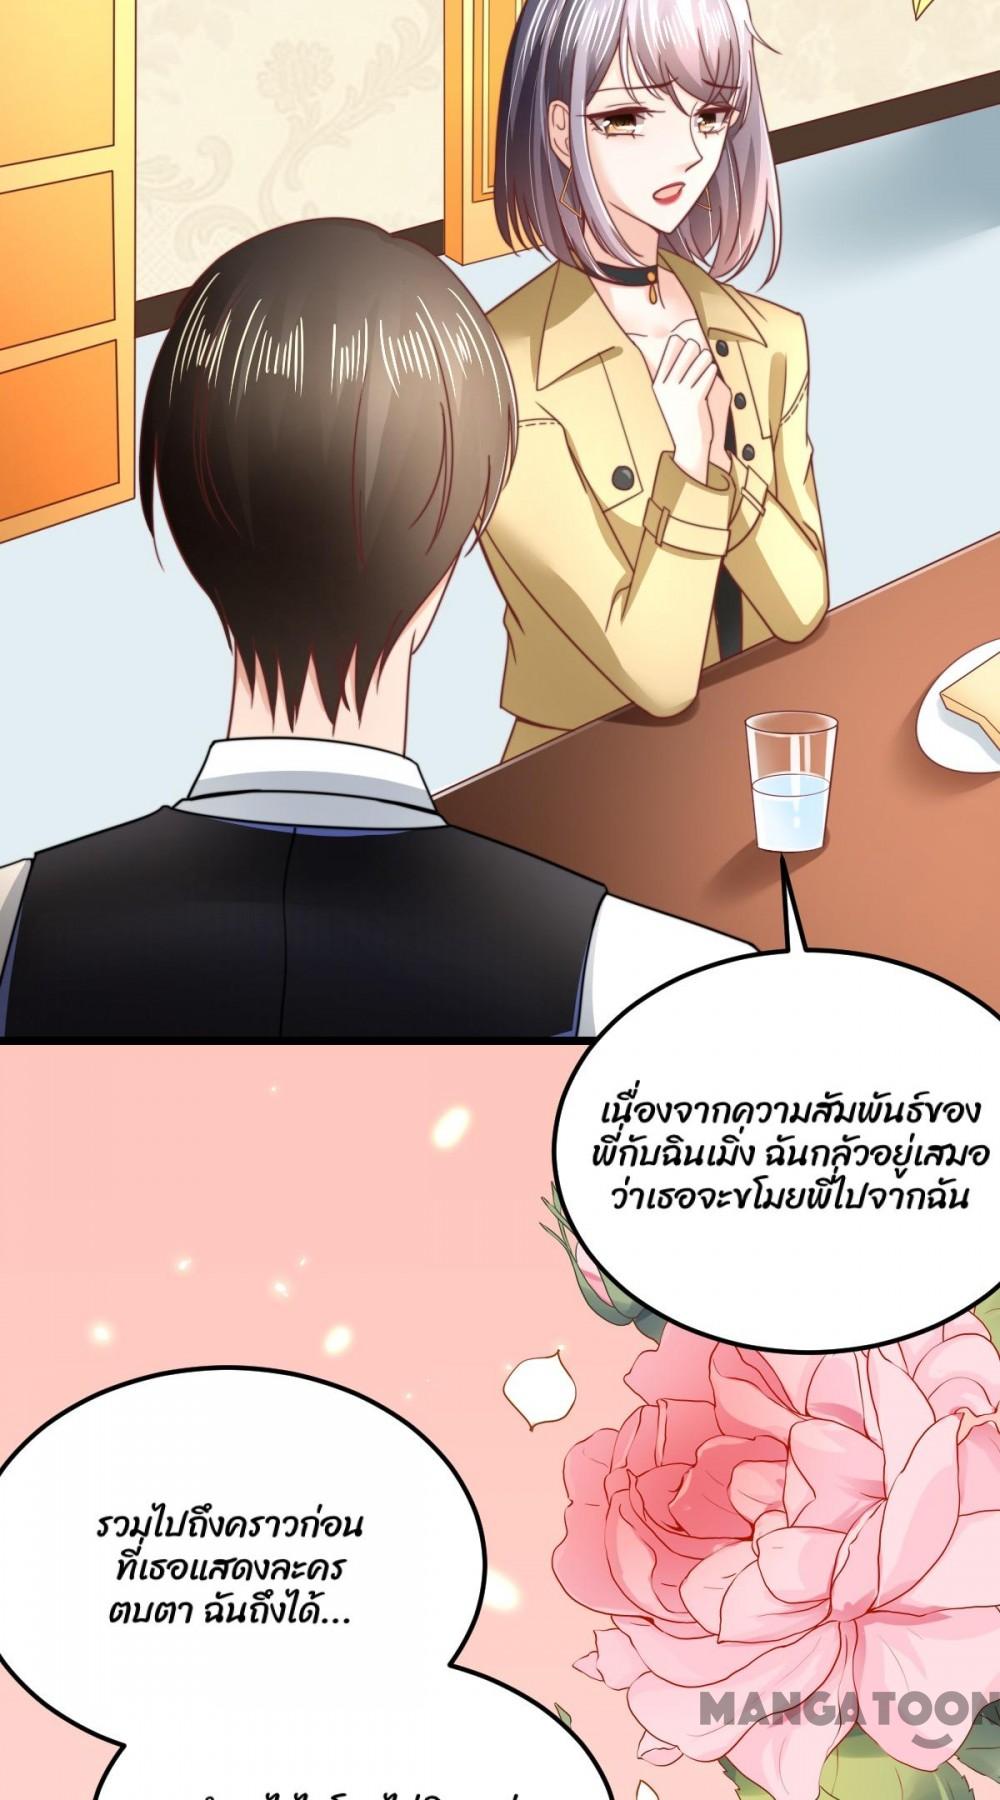 เนื่องจากความสัมพันธ์ของ
พี่กับฉินเมิ่ง ฉันกลัวอยู่เสมอ
ว่าเธอจะขโมยพี่ไปจากฉัน
รวมไปถึงคราวก่อน
ที่เธอแสดงละคร
ตบตา ฉันถึงได้...
MANGATOON